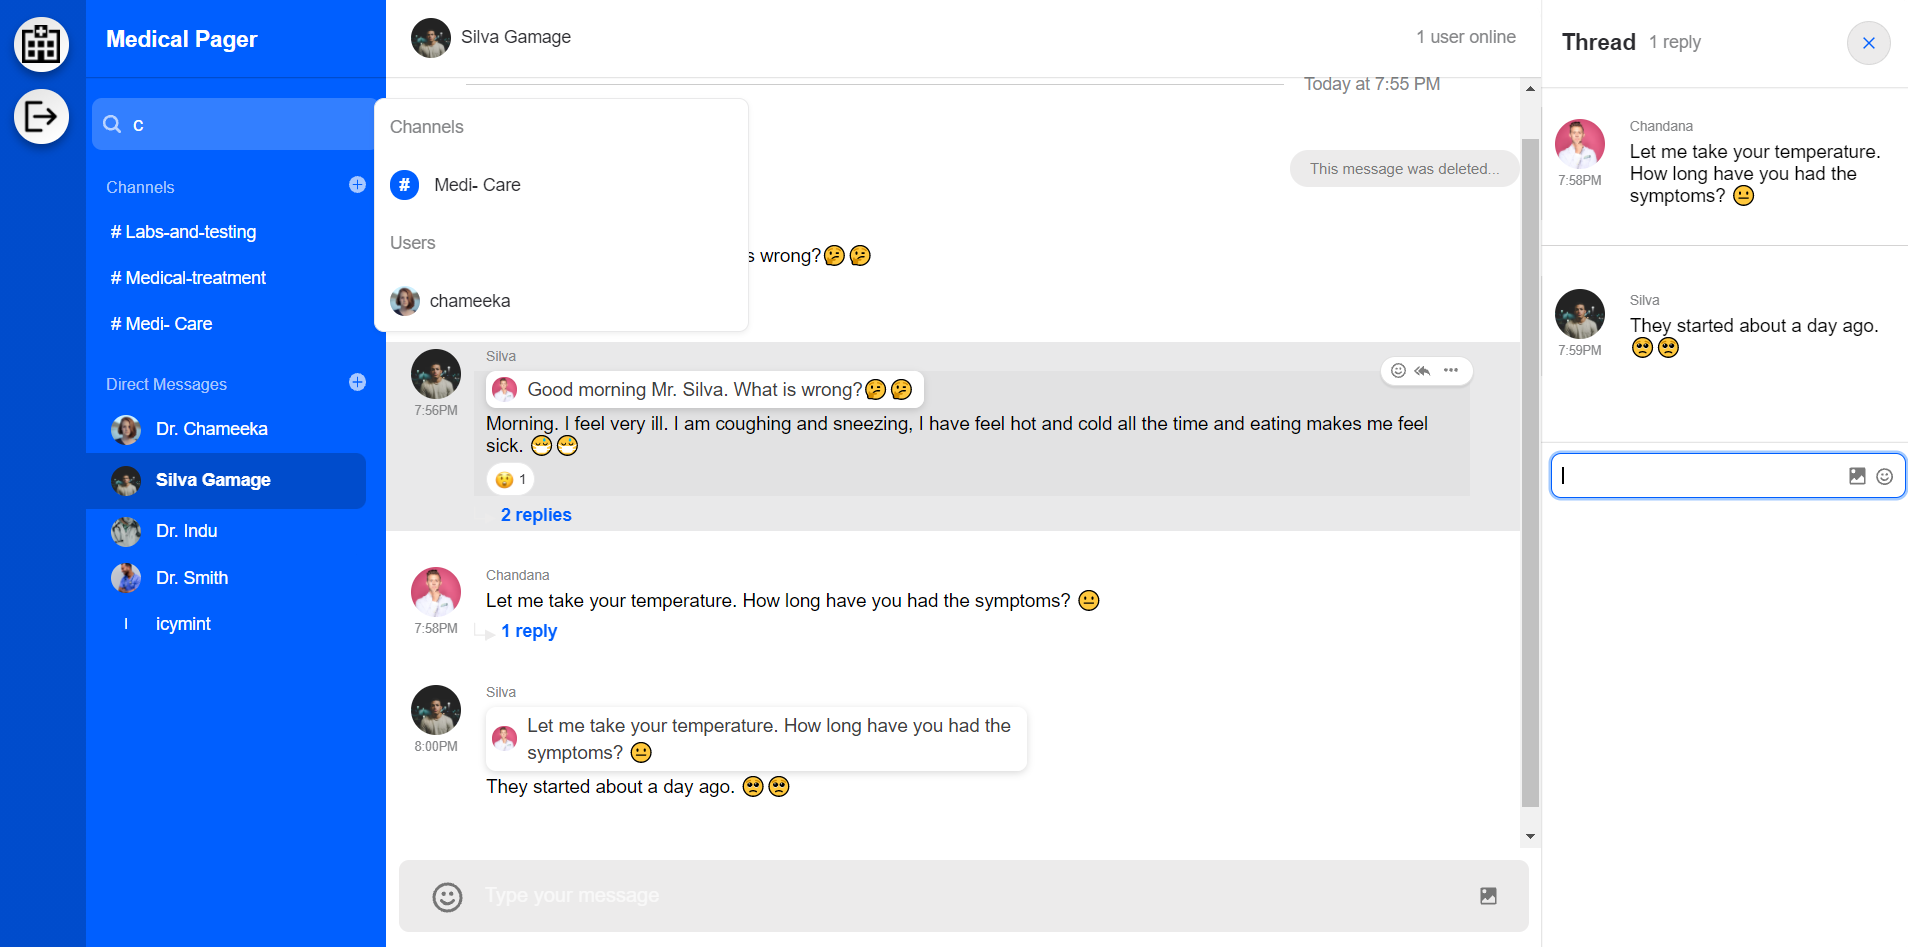 Medical Pager
c
Channels
# Labs-and-testing
# Medical-treatment
# Medi- Care
Direct Messages
Dr. Chameeka
Silva Gamage
Dr. Indu
Dr. Smith
I
icymint
Channels
#
Medi- Care
Users
chameeka
Silva Gamage
1 user online
Today at 7:55 PM
This message was deleted...
s wrong?🤔🤔
Silva
7:56PM
Good morning Mr. Silva. What is wrong?🤔🤔
Morning. I feel very ill. I am coughing and sneezing, I have feel hot and cold all the time and eating makes me feel
sick. 😷😷
😲 1
2 replies
Chandana
7:58PM
Let me take your temperature. How long have you had the symptoms? 😐
1 reply
Silva
8:00PM
Let me take your temperature. How long have you had the
symptoms? 😐
They started about a day ago. 🥺🥺
Type your message
Thread 1 reply
Chandana
7:58PM
Let me take your temperature.
How long have you had the
symptoms? 😐
Silva
7:59PM
They started about a day ago.
🥺🥺